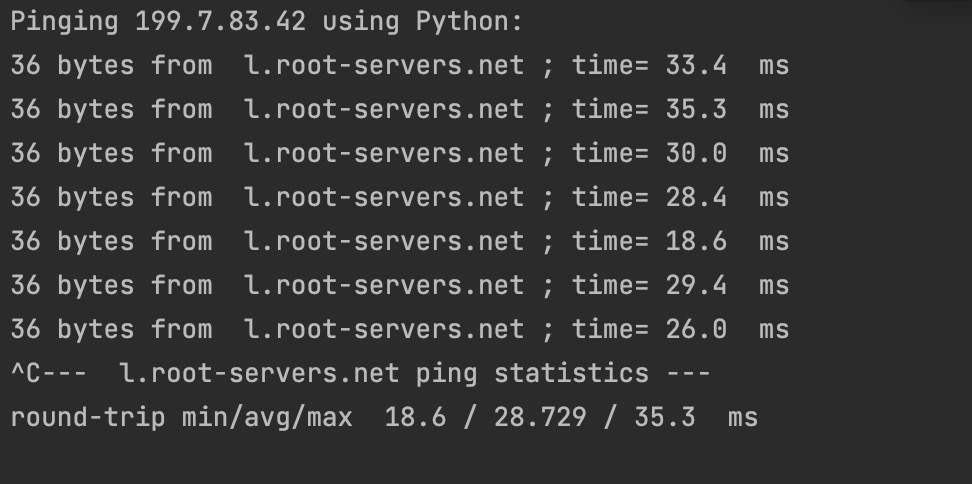 Pinging 199.7.83.42 using Python:
36 bytes from  l.root-servers.net ; time= 33.4  ms
36 bytes from  l.root-servers.net ; time= 35.3  ms
36 bytes from  l.root-servers.net ; time= 30.0  ms
36 bytes from  l.root-servers.net ; time= 28.4  ms
36 bytes from  l.root-servers.net ; time= 18.6  ms
36 bytes from  l.root-servers.net ; time= 29.4  ms
36 bytes from  l.root-servers.net ; time= 26.0  ms
^C---  l.root-servers.net ping statistics ---
round-trip min/avg/max  18.6 / 28.729 / 35.3  ms